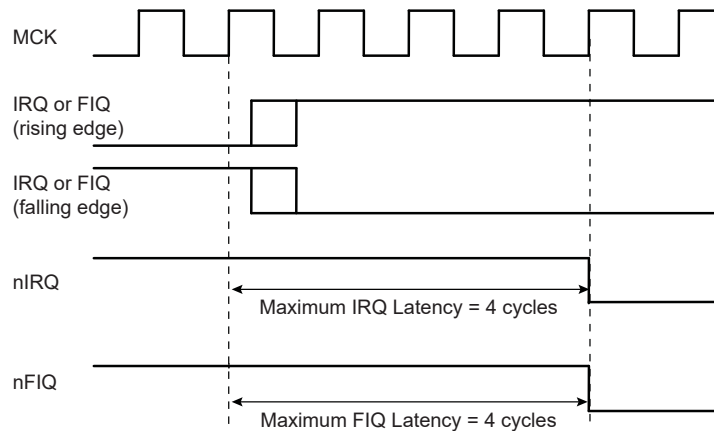 MCK
IRQ or FIQ
(rising edge)
IRQ or FIQ
(falling edge)
nIRQ
Maximum IRQ Latency = 4 cycles
nFIQ
Maximum FIQ Latency = 4 cycles